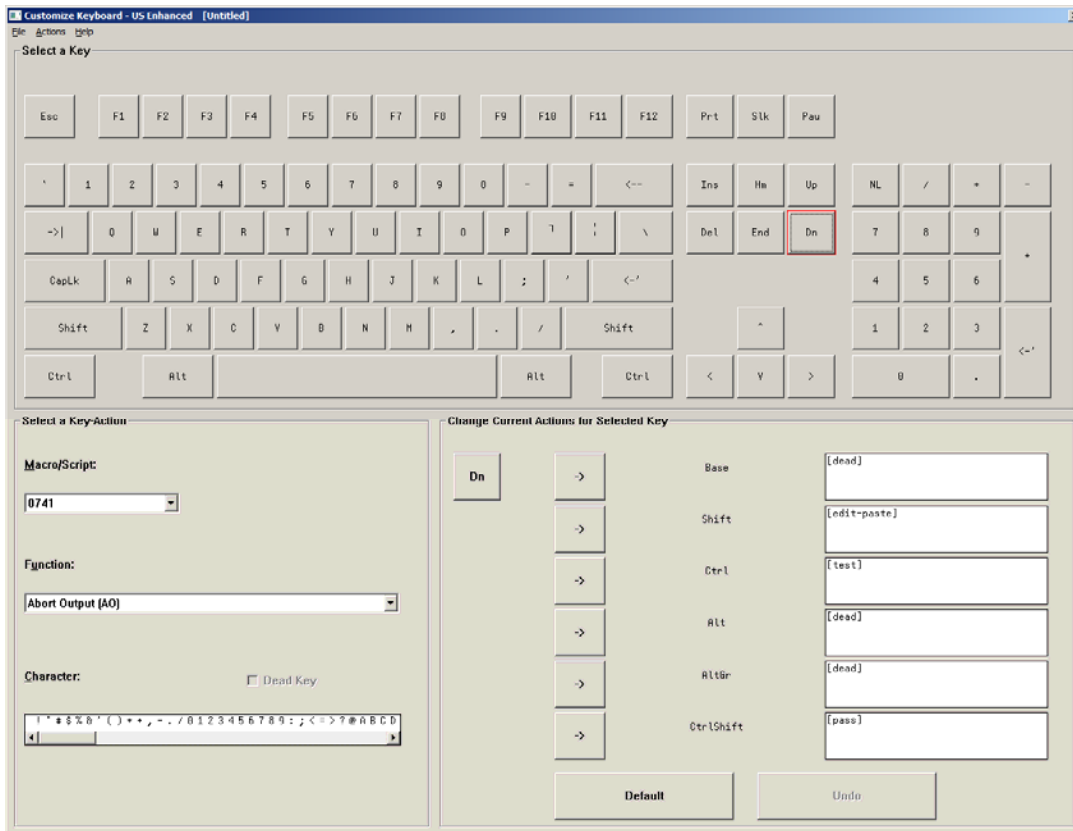 Customize Keyboard - US Enhanced [Untitled]
File Actions Help
Select a Key
Esc F1 F2 F3 F4 F5 F6 F7 F8 F9 F10 F11 F12 Prt Slk Pau
` 1 2 3 4 5 6 7 8 9 0 - = <-- Ins Hm Up NL / * -
->| Q W E R T Y U I O P ¦ \ Del End Dn 7 8 9 +
CapLk A S D F G H J K L ; ' <-' 4 5 6
Shift Z X C V B N M , . / Shift ^ 1 2 3 <-'
Ctrl Alt Alt Ctrl < V > 0 .
Select a Key-Action
Macro/Script:
0741
Function:
Abort Output (AO)
Character:
Dead Key
! " # $ % & ' ( ) * + , - . / 0 1 2 3 4 5 6 7 8 9 : ; < = > ? @ A B C D
Change Current Actions for Selected Key
Dn -> Base [dead]
-> Shift [edit-paste]
-> Ctrl [test]
-> Alt [dead]
-> AltGr [dead]
-> CtrlShift [pass]
Default Undo